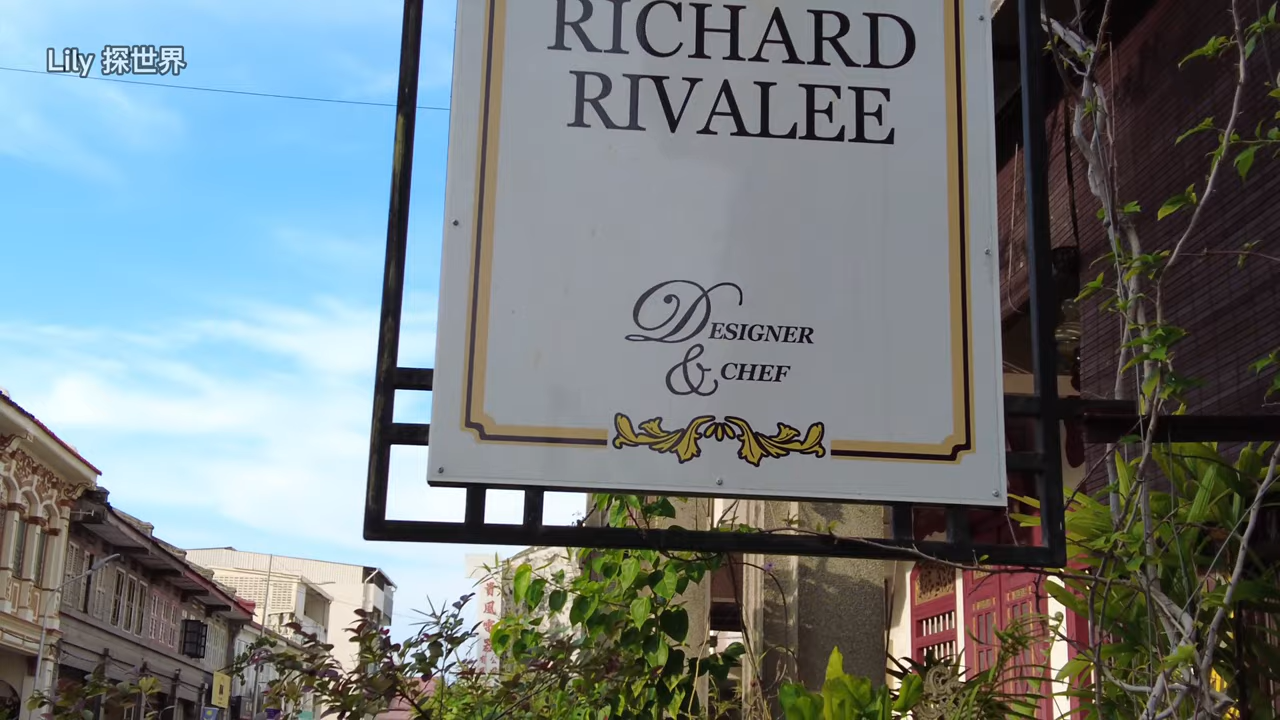 Lily 探世界
RICHARD
RIVALEE
DESIGNER
& CHEF